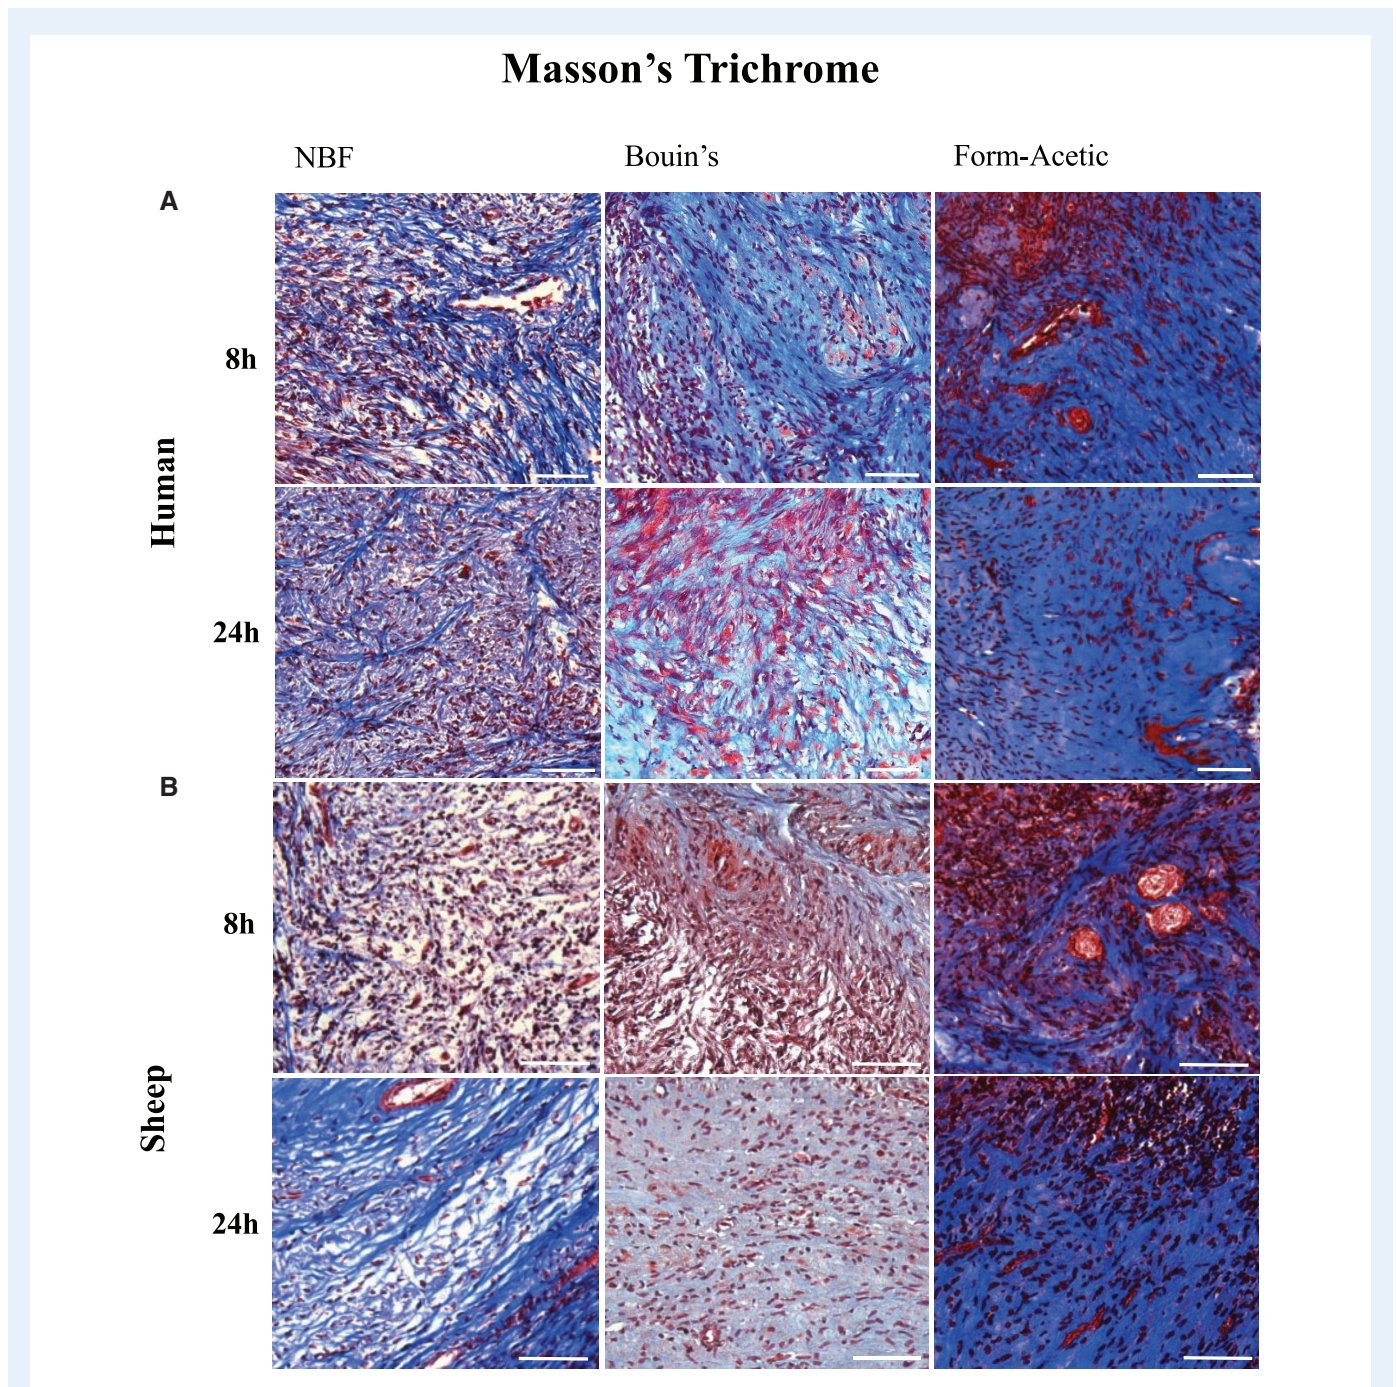 Masson’s Trichrome
NBF
Bouin’s
Form-Acetic
A
8h
Human
24h
B
8h
Sheep
24h